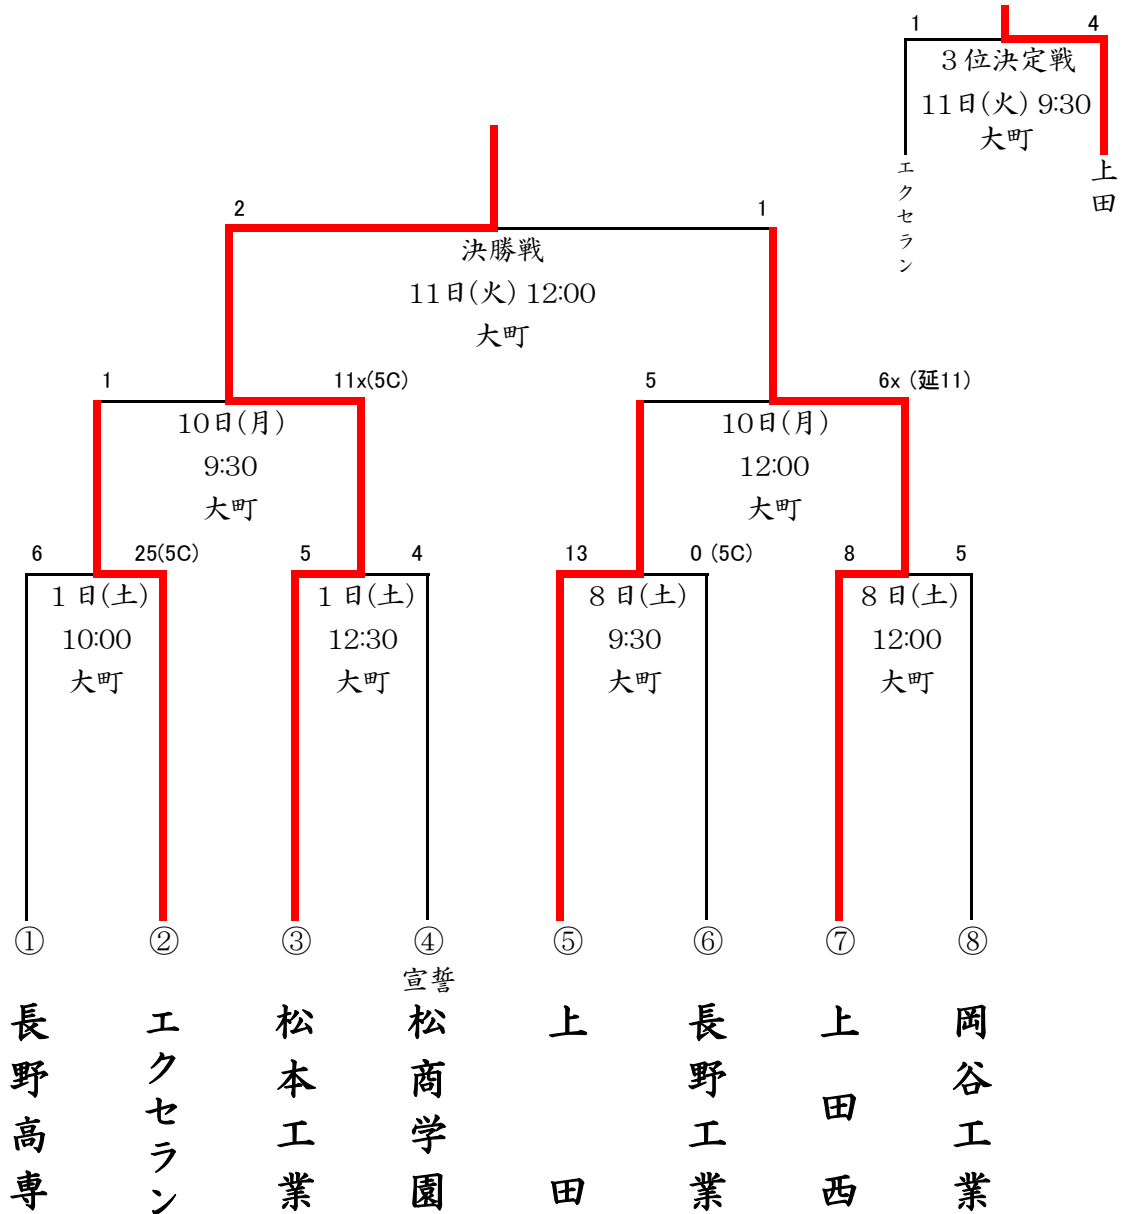 1 4
3位決定戦
11日(火) 9:30
大町
エクセラン
上田
2 1
決勝戦
11日(火) 12:00
大町
1 11x(5C)
10日(月)
9:30
大町
5 6x (延11)
10日(月)
12:00
大町
6 25(5C)
1日(土)
10:00
大町
5 4
1日(土)
12:30
大町
13 0 (5C)
8日(土)
9:30
大町
8 5
8日(土)
12:00
大町
① ② ③ ④ ⑤ ⑥ ⑦ ⑧
宣誓
長野高専
エクセラン
松本工業
松商学園
上田
長野工業
上田西
岡谷工業